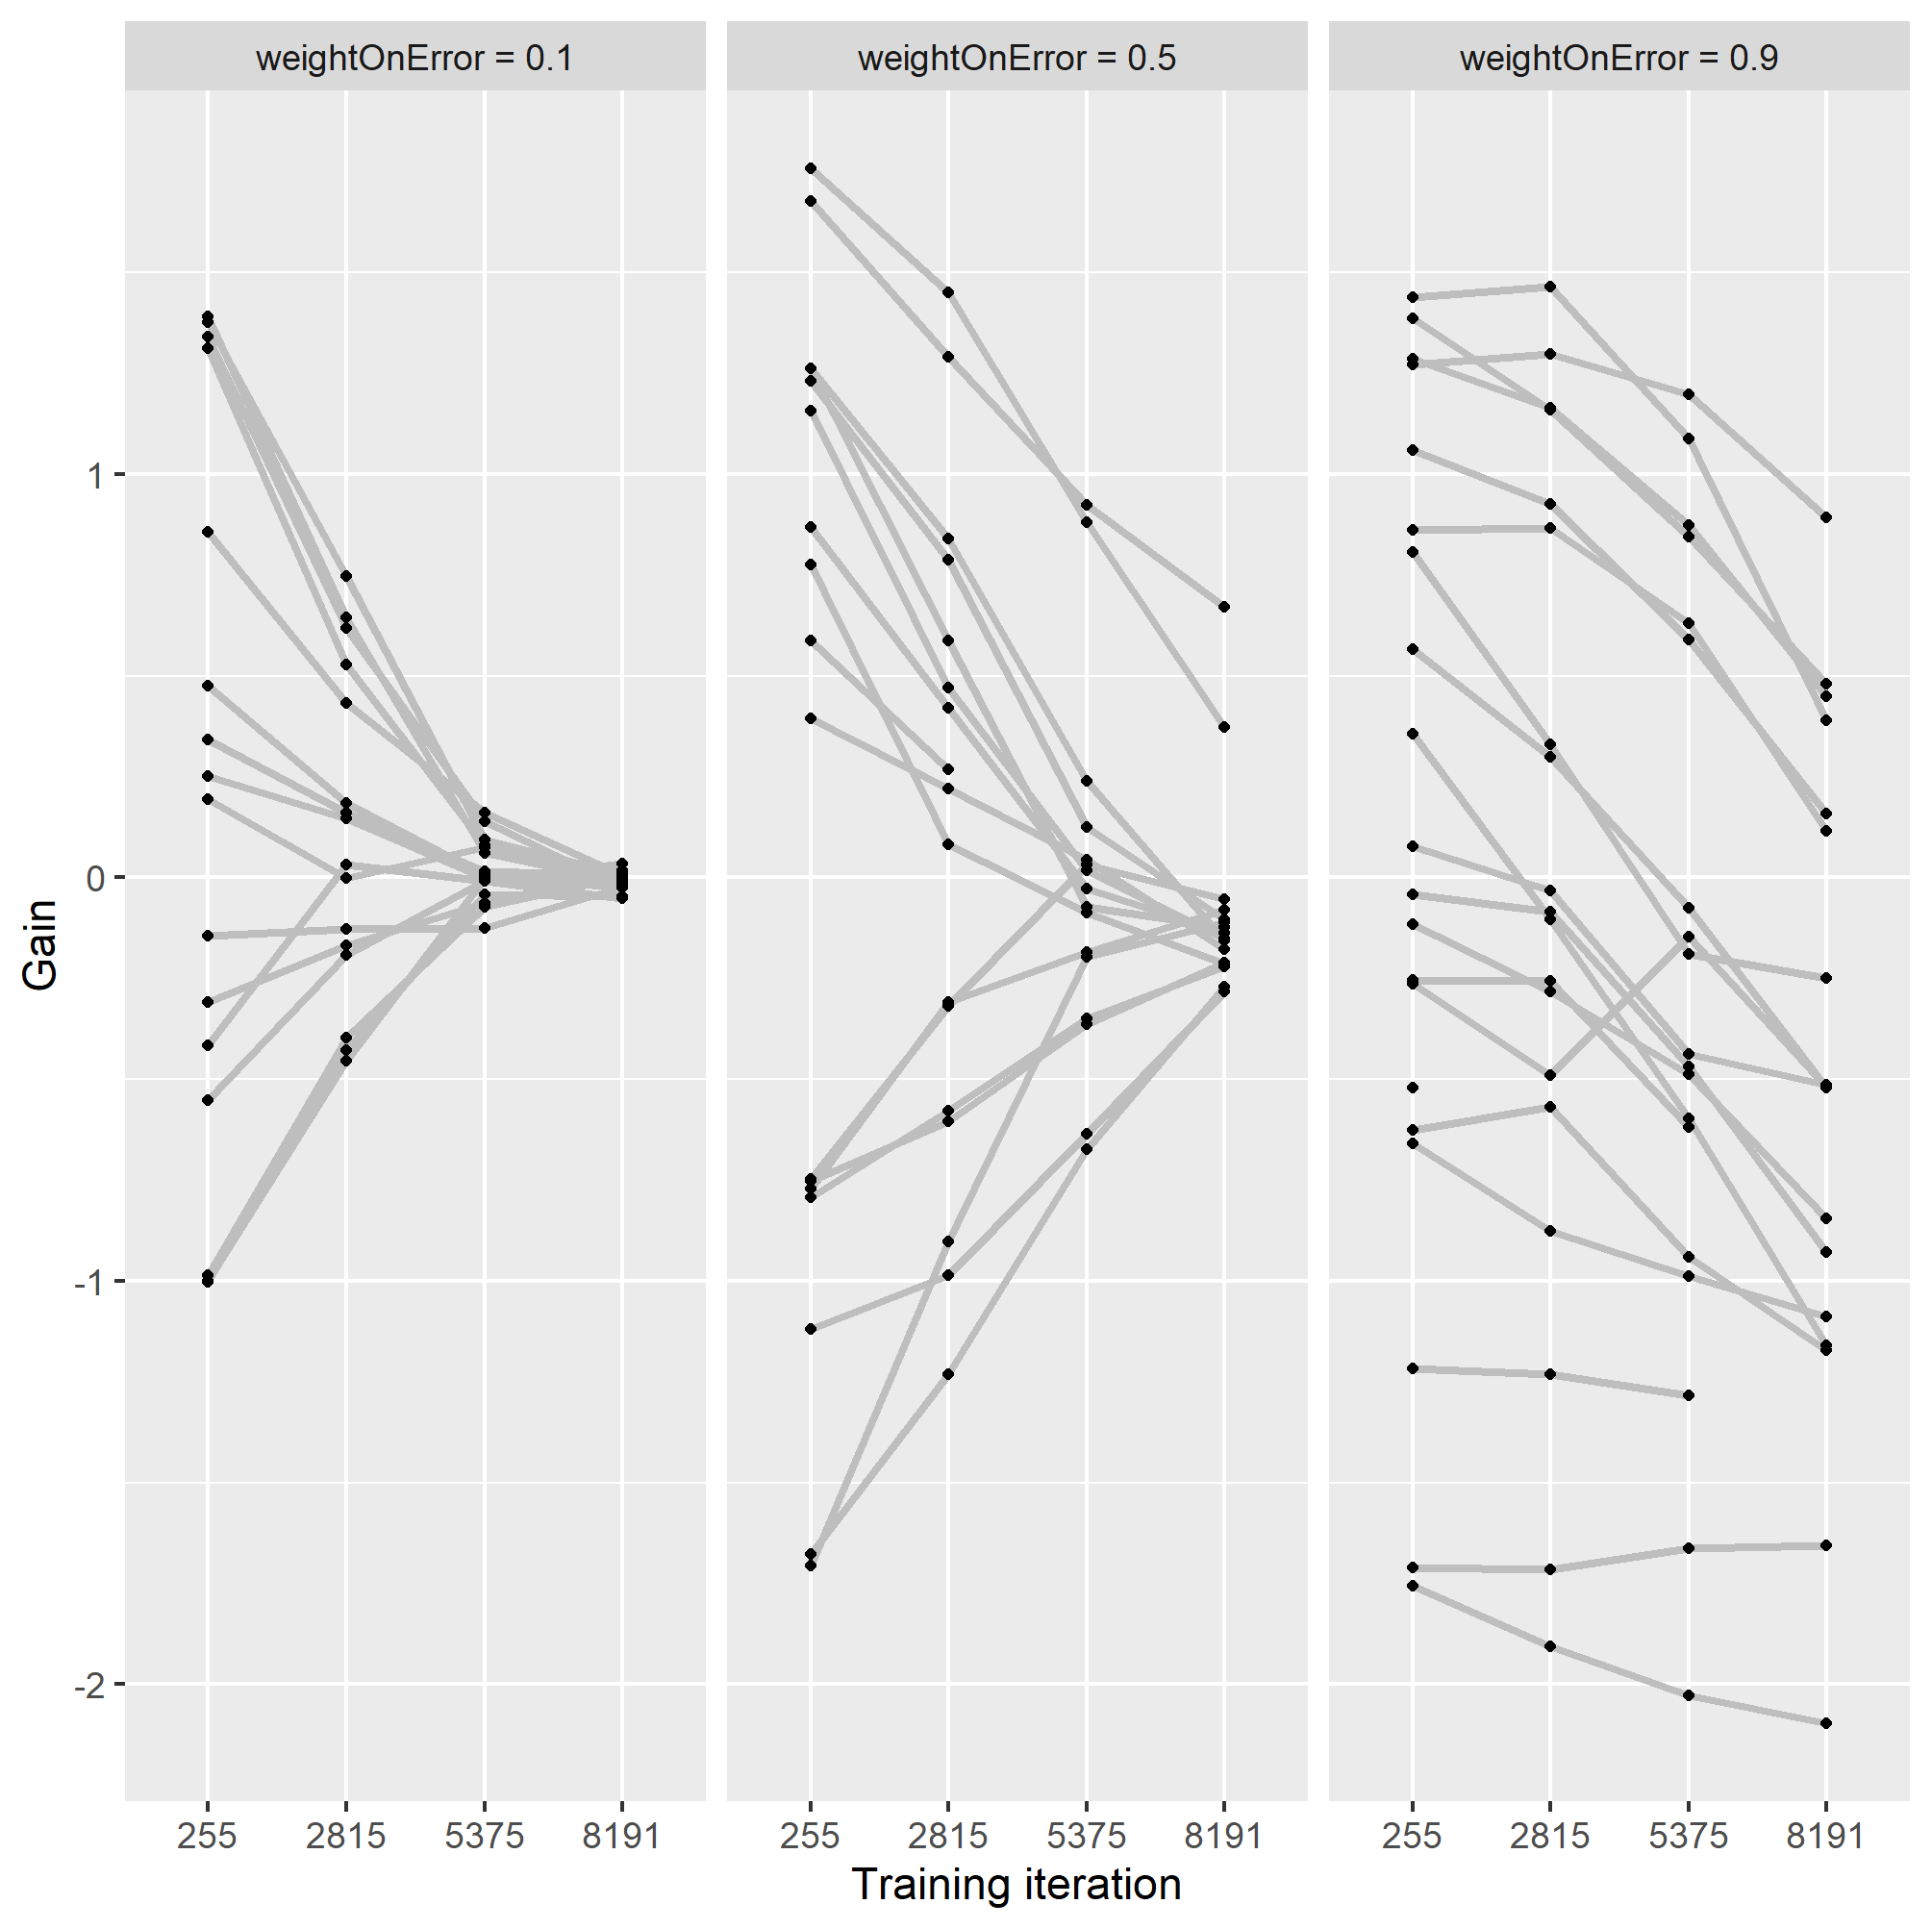 weightOnError = 0.1
weightOnError = 0.5
weightOnError = 0.9
Gain
1
0
-1
-2
255 2815 5375 8191
255 2815 5375 8191
255 2815 5375 8191
Training iteration